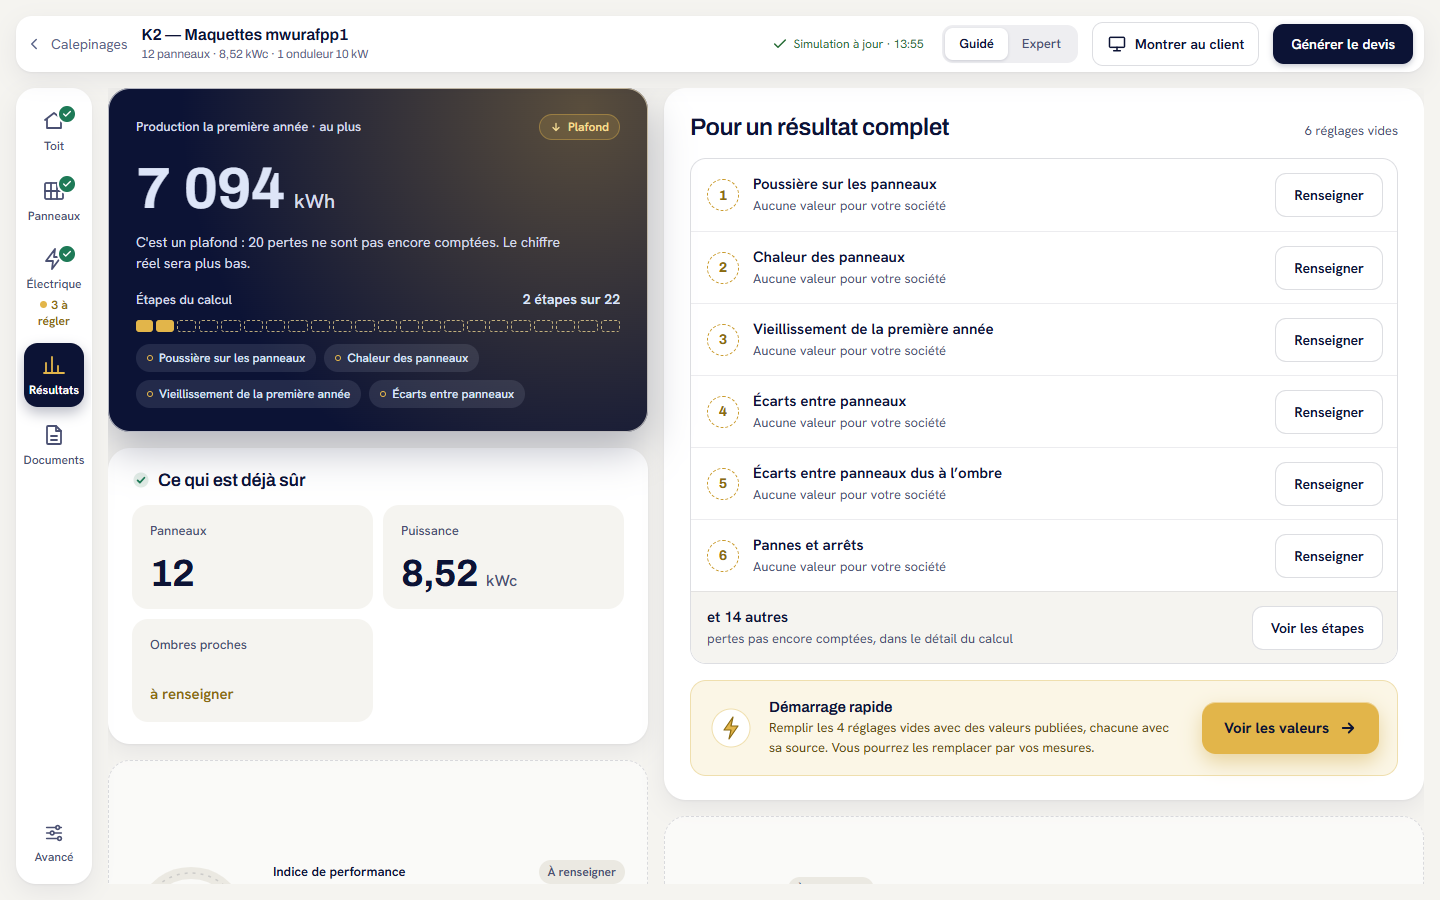 Calepinages
K2 — Maquettes mwurafpp1
12 panneaux · 8,52 kWc · 1 onduleur 10 kW
Simulation à jour · 13:55
Guidé
Expert
Montrer au client
Générer le devis
Toit
Panneaux
Électrique
3 à
régler
Résultats
Documents
Avancé
Production la première année · au plus
Plafond
7 094 kWh
C'est un plafond : 20 pertes ne sont pas encore comptées. Le chiffre
réel sera plus bas.
Étapes du calcul
2 étapes sur 22
Poussière sur les panneaux
Chaleur des panneaux
Vieillissement de la première année
Écarts entre panneaux
Ce qui est déjà sûr
Panneaux
12
Puissance
8,52 kWc
Ombres proches
à renseigner
Indice de performance
À renseigner
Pour un résultat complet
6 réglages vides
1
Poussière sur les panneaux
Aucune valeur pour votre société
Renseigner
2
Chaleur des panneaux
Aucune valeur pour votre société
Renseigner
3
Vieillissement de la première année
Aucune valeur pour votre société
Renseigner
4
Écarts entre panneaux
Aucune valeur pour votre société
Renseigner
5
Écarts entre panneaux dus à l’ombre
Aucune valeur pour votre société
Renseigner
6
Pannes et arrêts
Aucune valeur pour votre société
Renseigner
et 14 autres
pertes pas encore comptées, dans le détail du calcul
Voir les étapes
Démarrage rapide
Remplir les 4 réglages vides avec des valeurs publiées, chacune avec
sa source. Vous pourrez les remplacer par vos mesures.
Voir les valeurs